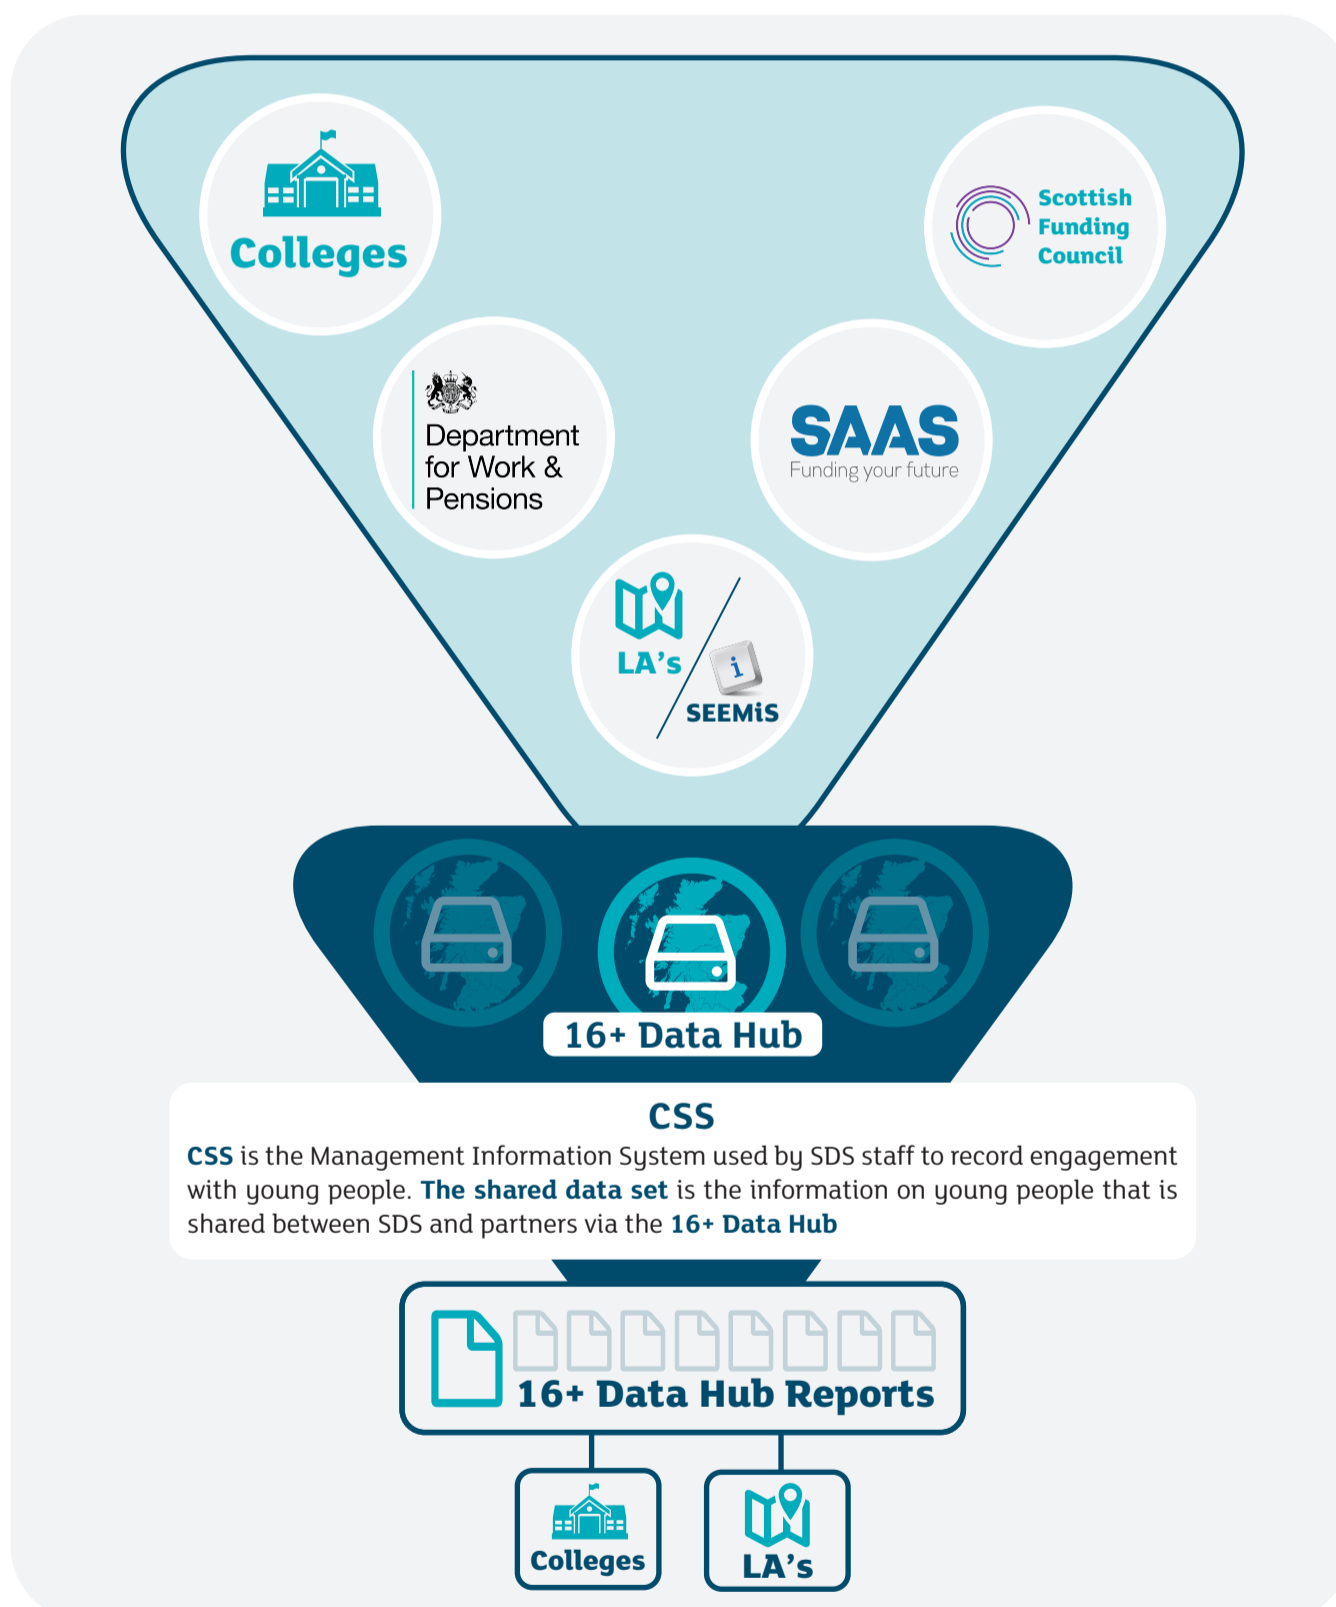 Colleges
Scottish
Funding
Council
Department
for Work &
Pensions
SAAS
Funding your future
LA's
i
SEEMiS
16+ Data Hub
CSS
CSS is the Management Information System used by SDS staff to record engagement
with young people. The shared data set is the information on young people that is
shared between SDS and partners via the 16+ Data Hub
16+ Data Hub Reports
Colleges
LA's